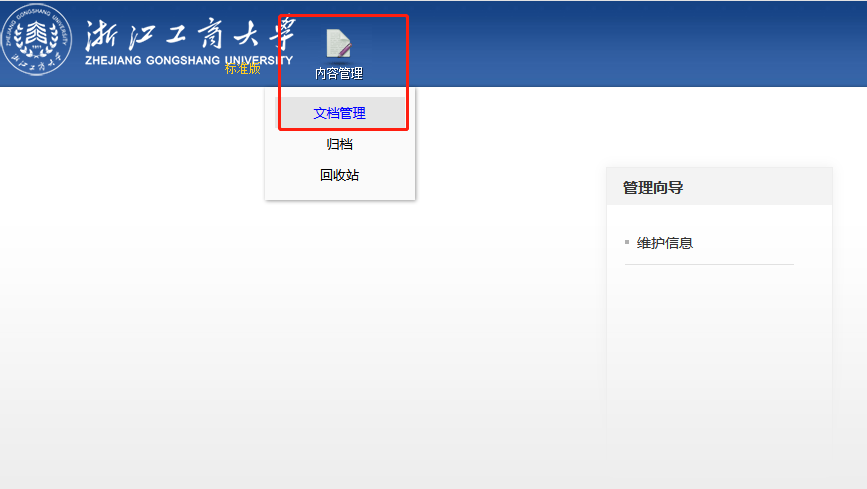 浙江工商大学
ZHEJIANG GONGSHANG UNIVERSITY
标准版
内容管理
文档管理
归档
回收站
管理向导
维护信息